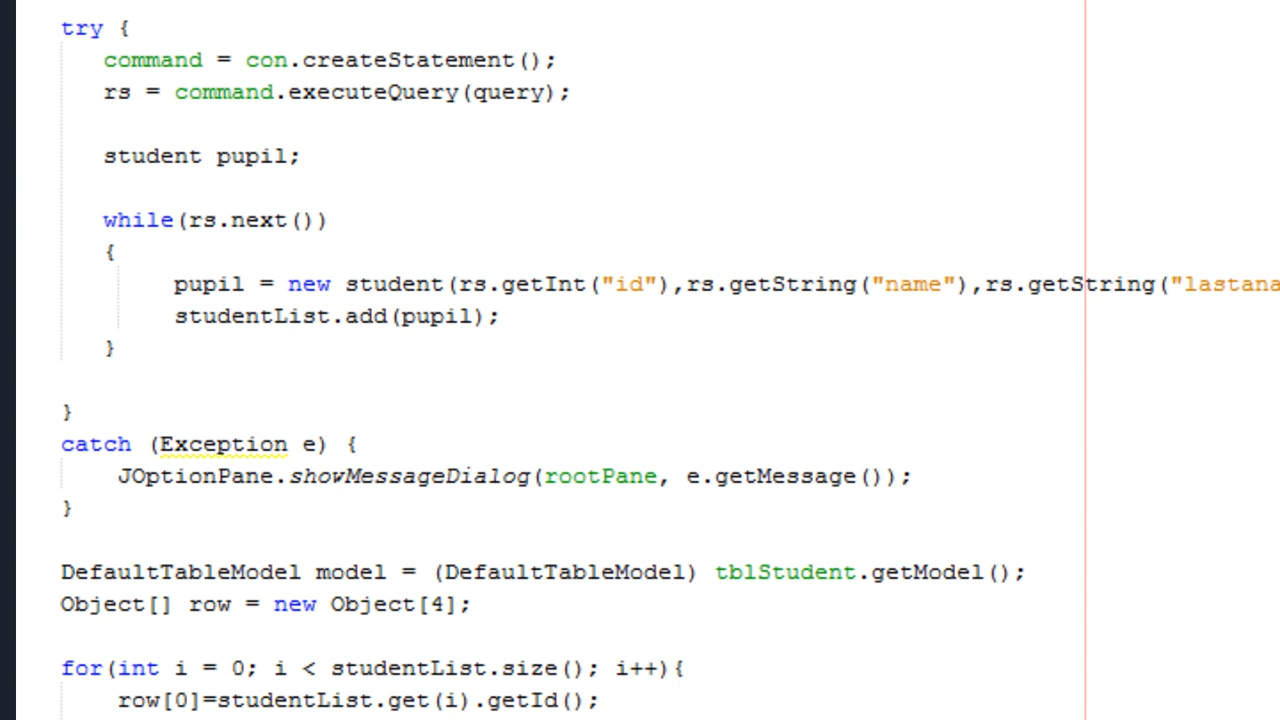 try {
command = con.createStatement();
rs = command.executeQuery(query);
student pupil;
while(rs.next())
{
pupil = new student(rs.getInt("id"),rs.getString("name"),rs.getString("lastana
studentList.add(pupil);
}
}
catch (Exception e) {
JOptionPane.showMessageDialog(rootPane, e.getMessage());
}
DefaultTableModel model = (DefaultTableModel) tblStudent.getModel();
Object[] row = new Object[4];
for(int i = 0; i < studentList.size(); i++){
row[0]=studentList.get(i).getId();